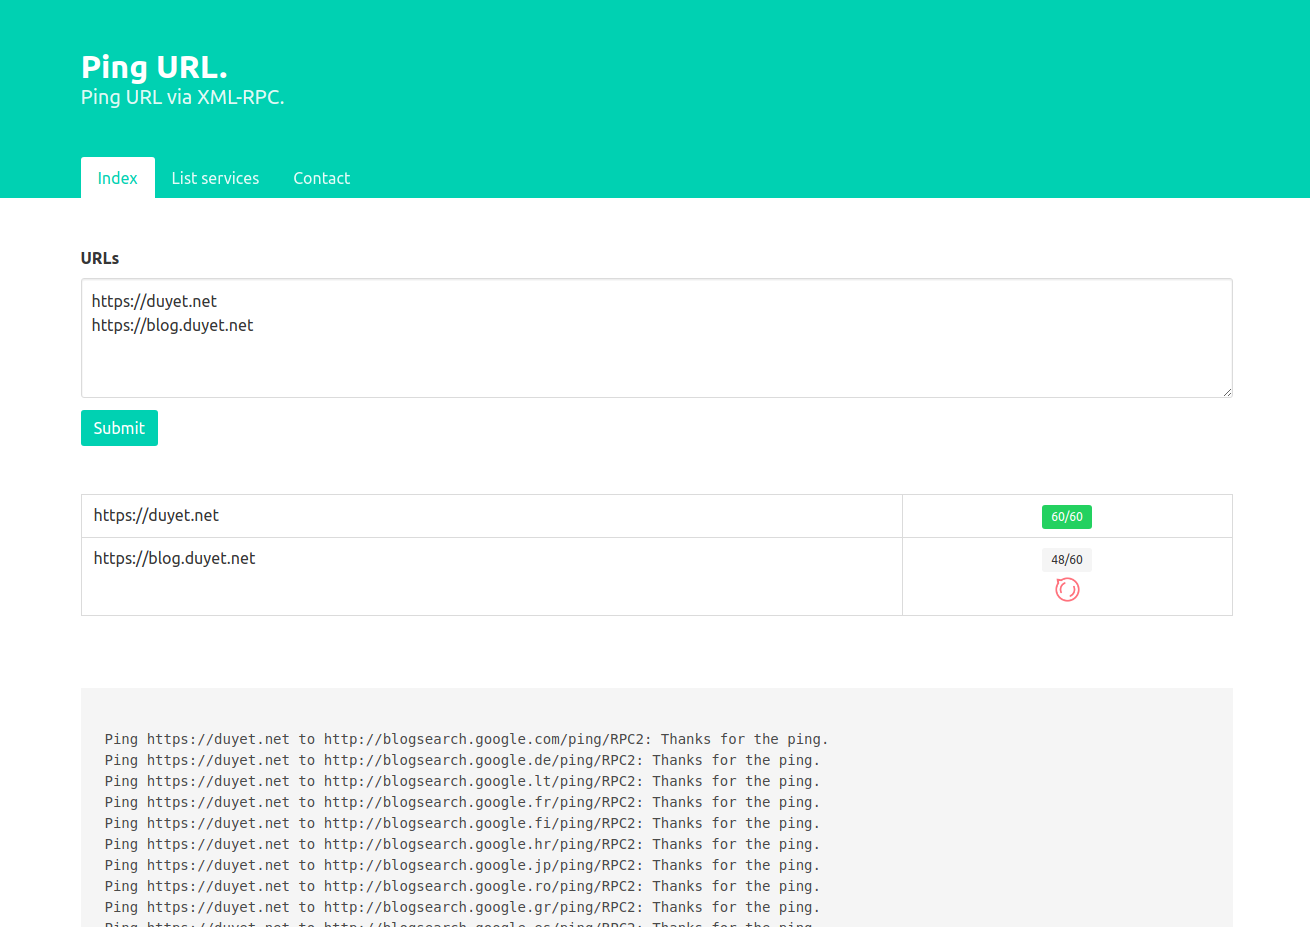 Ping URL.
Ping URL via XML-RPC.
Index List services Contact
URLs
https://duyet.net
https://blog.duyet.net
Submit
https://duyet.net 60/60
https://blog.duyet.net 48/60
Ping https://duyet.net to http://blogsearch.google.com/ping/RPC2: Thanks for the ping.
Ping https://duyet.net to http://blogsearch.google.de/ping/RPC2: Thanks for the ping.
Ping https://duyet.net to http://blogsearch.google.lt/ping/RPC2: Thanks for the ping.
Ping https://duyet.net to http://blogsearch.google.fr/ping/RPC2: Thanks for the ping.
Ping https://duyet.net to http://blogsearch.google.fi/ping/RPC2: Thanks for the ping.
Ping https://duyet.net to http://blogsearch.google.hr/ping/RPC2: Thanks for the ping.
Ping https://duyet.net to http://blogsearch.google.jp/ping/RPC2: Thanks for the ping.
Ping https://duyet.net to http://blogsearch.google.ro/ping/RPC2: Thanks for the ping.
Ping https://duyet.net to http://blogsearch.google.gr/ping/RPC2: Thanks for the ping.